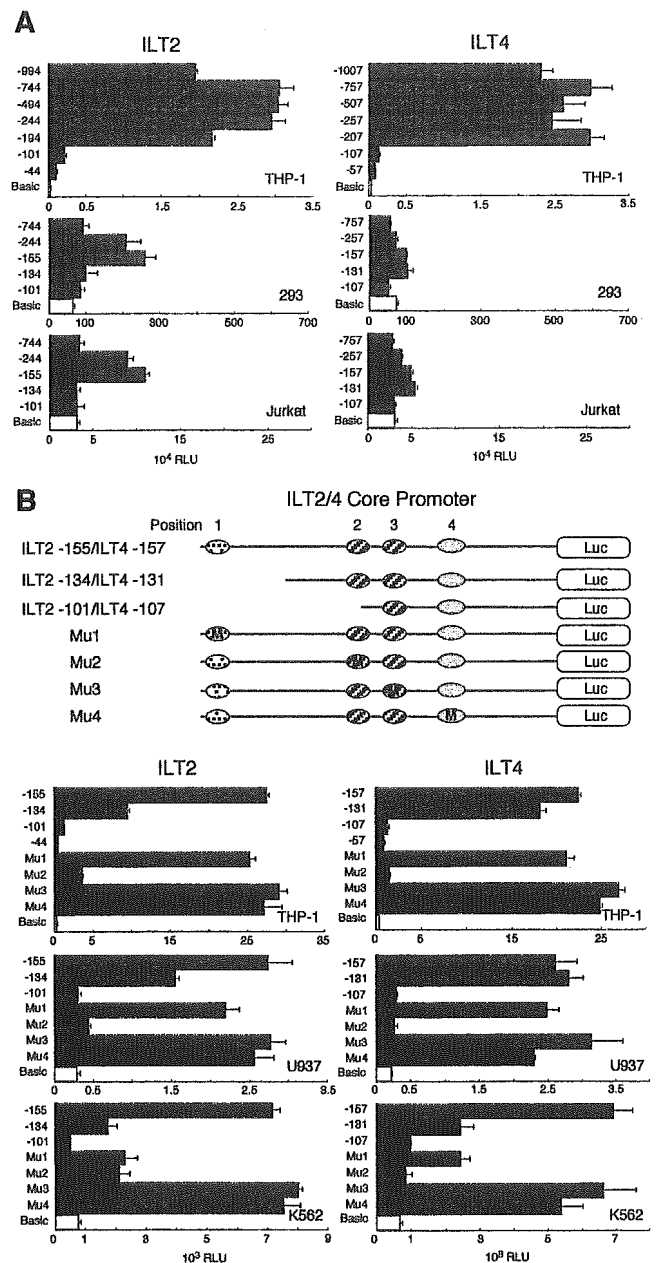 A
ILT2
-994
-744
-494
-244
-194
-101
-44
Basic
THP-1
0 0.5 1.5 2.5 3.5
-744
-244
-155
-134
-101
Basic
293
0 100 300 500 700
-744
-244
-155
-134
-101
Basic
Jurkat
0 5 15 25
10⁴ RLU
ILT4
-1007
-757
-507
-257
-207
-107
-57
Basic
THP-1
0 0.5 1.5 2.5 3.5
-757
-257
-157
-131
-107
Basic
293
0 100 300 500 700
-757
-257
-157
-131
-107
Basic
Jurkat
0 5 15 25
10⁴ RLU
B
ILT2/4 Core Promoter
Position 1 2 3 4
ILT2 -155/ILT4 -157 Luc
ILT2 -134/ILT4 -131 Luc
ILT2 -101/ILT4 -107 Luc
Mu1 M Luc
Mu2 M Luc
Mu3 M Luc
Mu4 M Luc
ILT2
-155
-134
-101
-44
Mu1
Mu2
Mu3
Mu4
Basic
THP-1
0 5 15 25 35
-155
-134
-101
Mu1
Mu2
Mu3
Mu4
Basic
U937
0 0.5 1.5 2.5 3.5
-155
-134
-101
Mu1
Mu2
Mu3
Mu4
Basic
K562
0 1 3 5 7 9
10³ RLU
ILT4
-157
-131
-107
-57
Mu1
Mu2
Mu3
Mu4
Basic
THP-1
0 5 15 25
-157
-131
-107
Mu1
Mu2
Mu3
Mu4
Basic
U937
0 0.5 1.5 2.5 3.5
-157
-131
-107
Mu1
Mu2
Mu3
Mu4
Basic
K562
0 1 3 5 7
10³ RLU